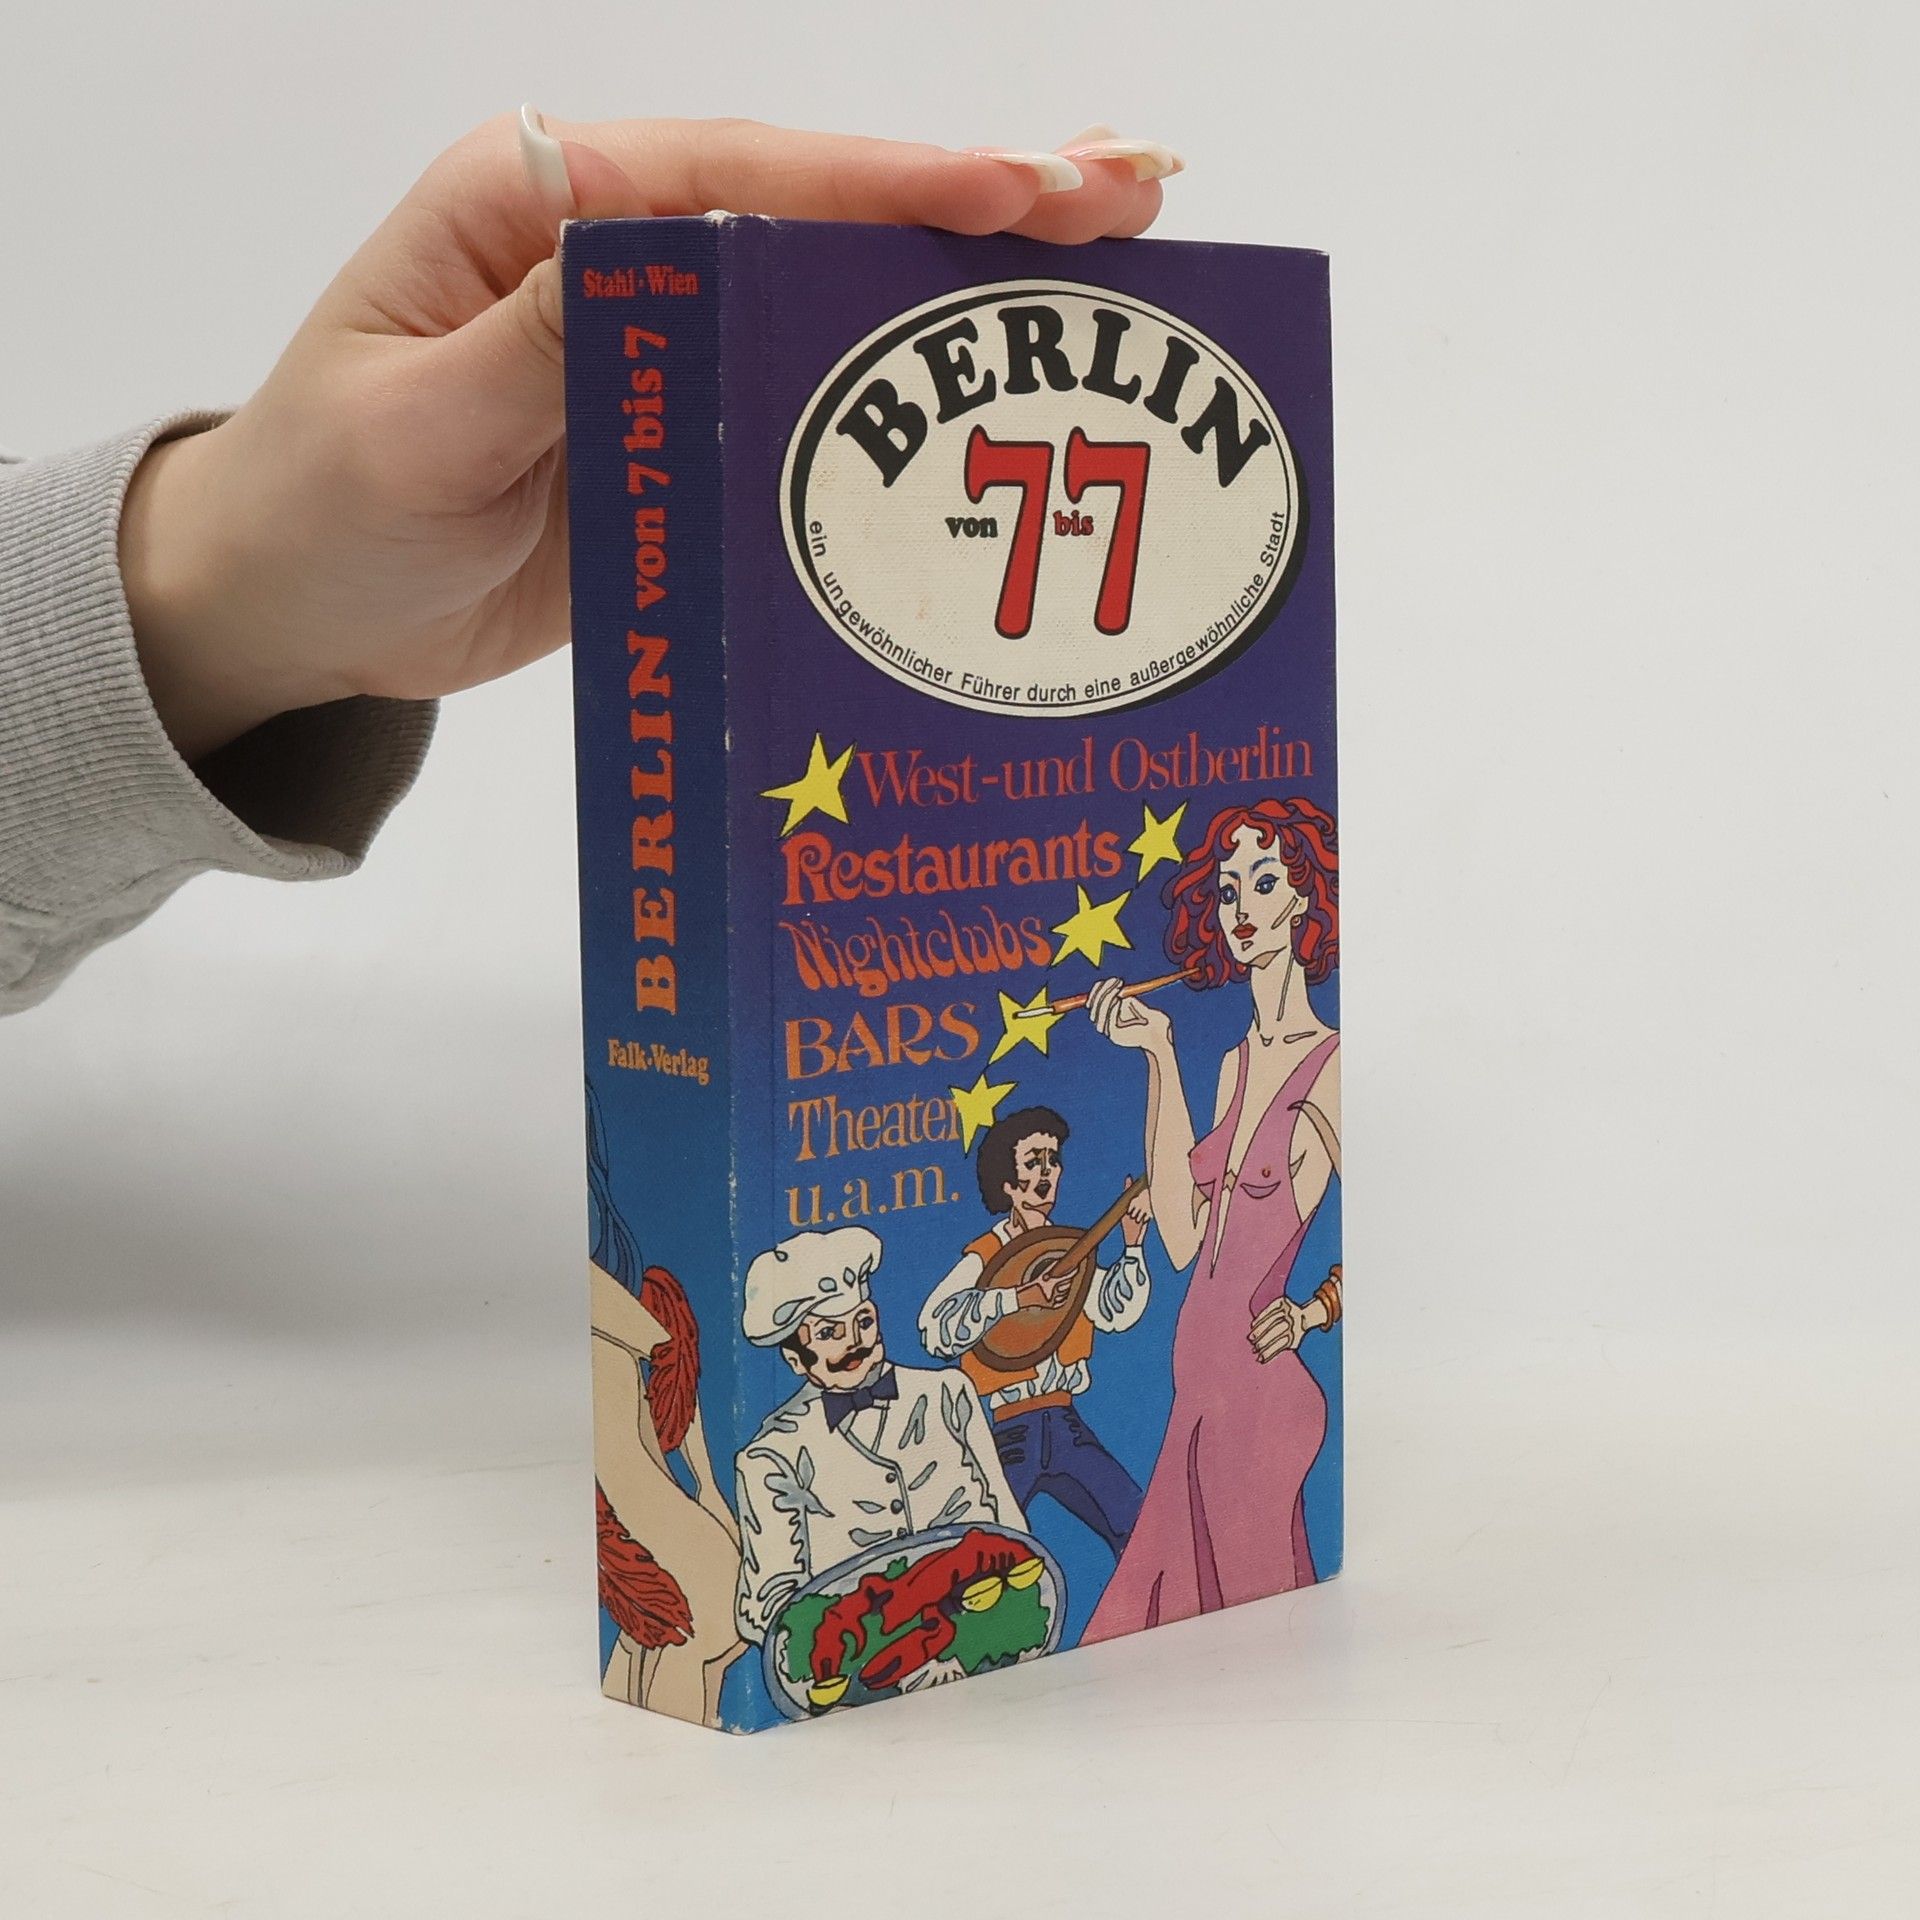 Stahl·Wien
BERLIN von 7 bis 7
Falk-Verlag
BERLIN
von 7 bis 7
ein ungewöhnlicher Führer durch eine außergewöhnliche Stadt
West-und Ostberlin
Restaurants
Nightclubs
BARS
Theater
u.a.m.